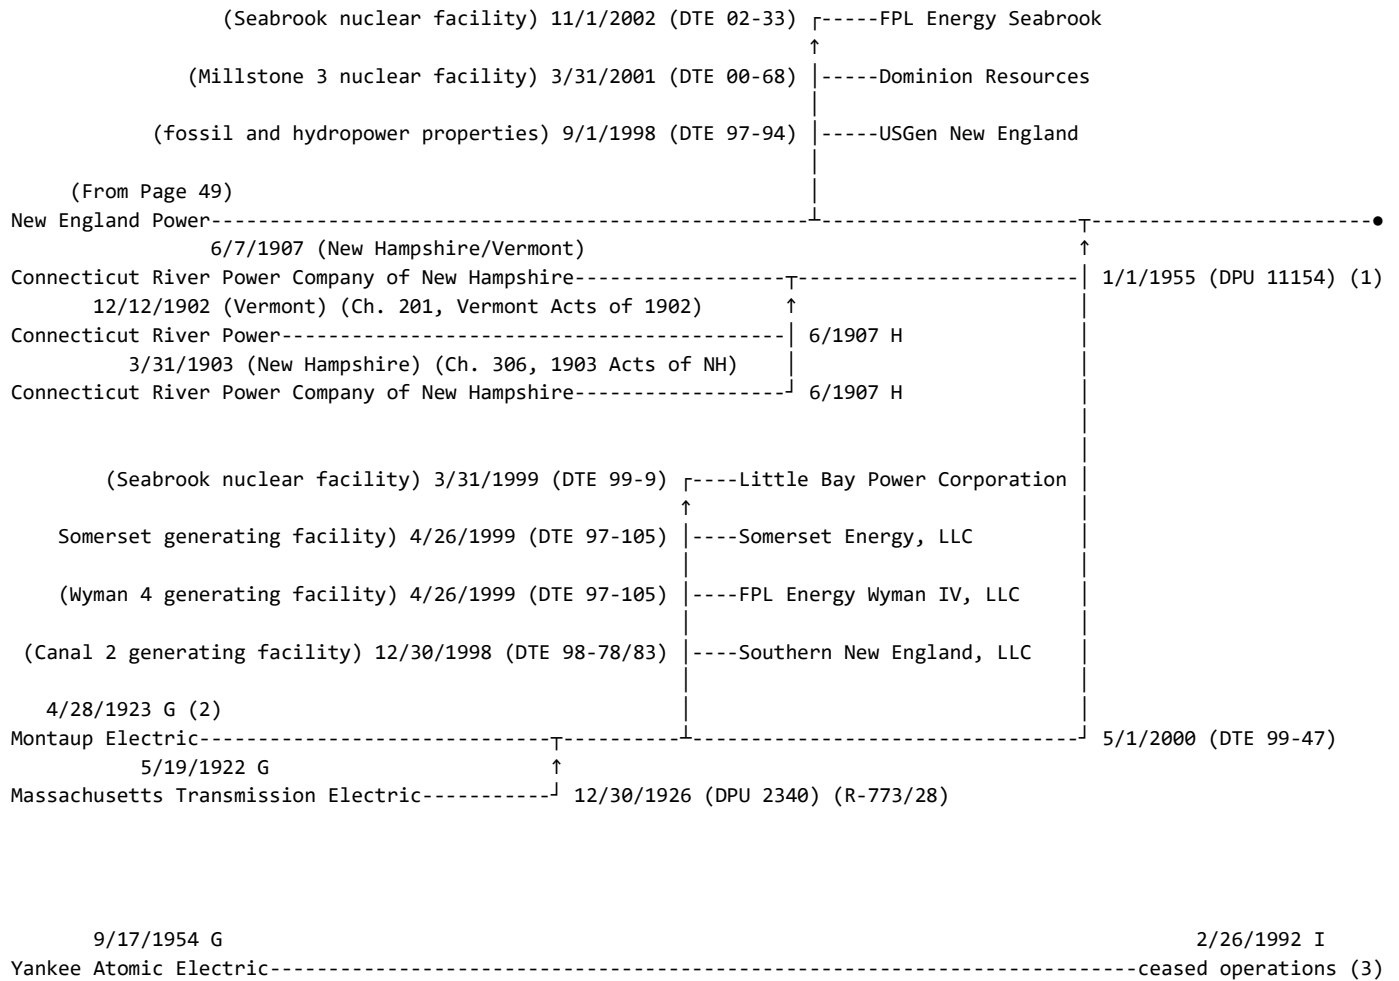 (Seabrook nuclear facility) 11/1/2002 (DTE 02-33) ┌-----FPL Energy Seabrook
↑
(Millstone 3 nuclear facility) 3/31/2001 (DTE 00-68) │-----Dominion Resources
(fossil and hydropower properties) 9/1/1998 (DTE 97-94) │-----USGen New England
(From Page 49)
New England Power---------------------------------------------------┴-----------------------┬------------------------●
6/7/1907 (New Hampshire/Vermont) ↑
Connecticut River Power Company of New Hampshire------------------┬------------------------│ 1/1/1955 (DPU 11154) (1)
12/12/1902 (Vermont) (Ch. 201, Vermont Acts of 1902) ↑
Connecticut River Power-------------------------------------------│ 6/1907 H
3/31/1903 (New Hampshire) (Ch. 306, 1903 Acts of NH)
Connecticut River Power Company of New Hampshire------------------┘ 6/1907 H
(Seabrook nuclear facility) 3/31/1999 (DTE 99-9) ┌----Little Bay Power Corporation
↑
Somerset generating facility) 4/26/1999 (DTE 97-105) │----Somerset Energy, LLC
(Wyman 4 generating facility) 4/26/1999 (DTE 97-105) │----FPL Energy Wyman IV, LLC
(Canal 2 generating facility) 12/30/1998 (DTE 98-78/83) │----Southern New England, LLC
4/28/1923 G (2)
Montaup Electric------------------------------┬----------┴---------------------------------┘ 5/1/2000 (DTE 99-47)
5/19/1922 G ↑
Massachusetts Transmission Electric-----------┘ 12/30/1926 (DPU 2340) (R-773/28)
9/17/1954 G 2/26/1992 I
Yankee Atomic Electric--------------------------------------------------------------------------ceased operations (3)